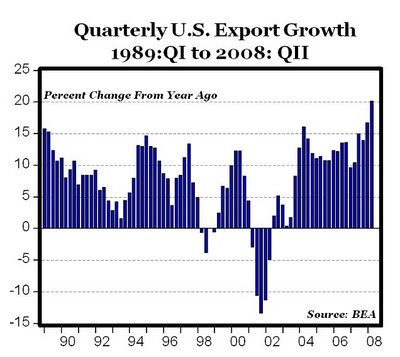 Quarterly U.S. Export Growth
1989:QI to 2008: QII
25
Percent Change From Year Ago
20
15
10
5
0
-5
-10
Source: BEA
-15
90 92 94 96 98 00 02 04 06 08